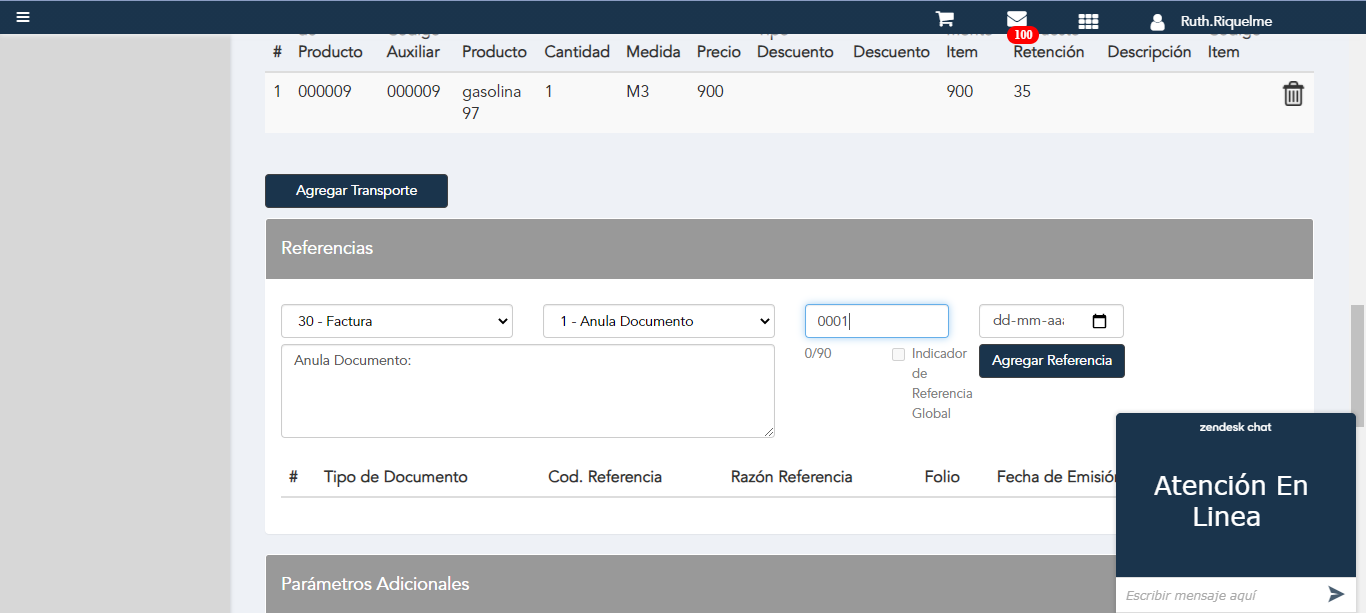 Ruth.Riquelme
100
# Producto Auxiliar Producto Cantidad Medida Precio Descuento Descuento Item Retención Descripción Item
1 000009 000009 gasolina 97 1 M3 900 900 35
Agregar Transporte
Referencias
30 - Factura 1 - Anula Documento 0001 dd-mm-aaa
Anula Documento:
0/90
Indicador
de
Referencia
Global
Agregar Referencia
# Tipo de Documento Cod. Referencia Razón Referencia Folio Fecha de Emisión
Parámetros Adicionales
zendesk chat
Atención En
Linea
Escribir mensaje aquí